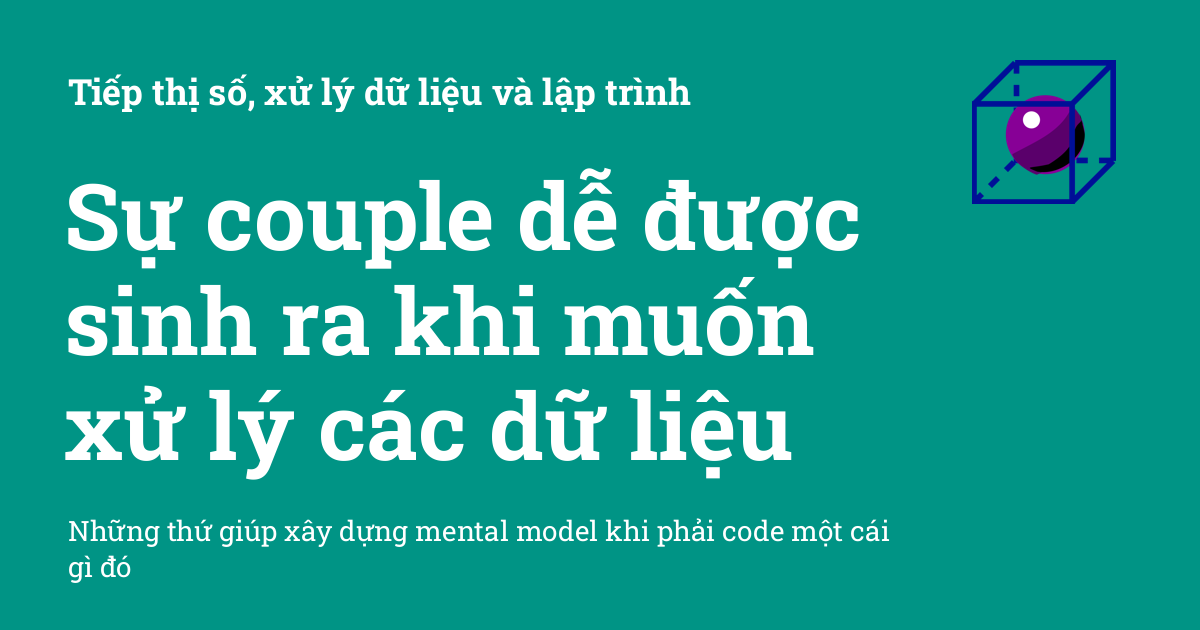 Tiếp thị số, xử lý dữ liệu và lập trình
Sự couple dễ được
sinh ra khi muốn
xử lý các dữ liệu
Những thứ giúp xây dựng mental model khi phải code một cái
gì đó